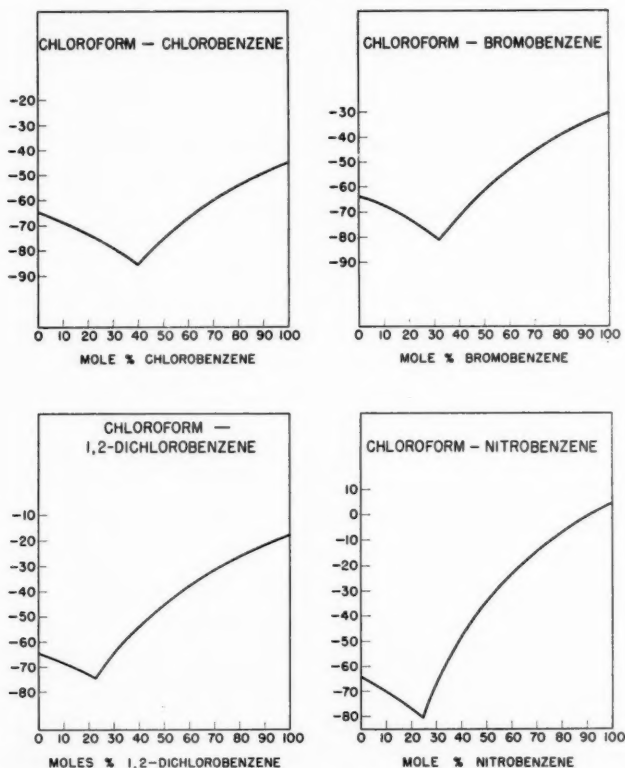 CHLOROFORM — CHLOROBENZENE
-20
-30
-40
-50
-60
-70
-80
-90
0 10 20 30 40 50 60 70 80 90 100
MOLE % CHLOROBENZENE
CHLOROFORM — BROMOBENZENE
-30
-40
-50
-60
-70
-80
-90
0 10 20 30 40 50 60 70 80 90 100
MOLE % BROMOBENZENE
CHLOROFORM —
1,2-DICHLOROBENZENE
-10
-20
-30
-40
-50
-60
-70
-80
0 10 20 30 40 50 60 70 80 90 100
MOLES % 1,2-DICHLOROBENZENE
CHLOROFORM — NITROBENZENE
10
0
-10
-20
-30
-40
-50
-60
-70
-80
0 10 20 30 40 50 60 70 80 90 100
MOLE % NITROBENZENE